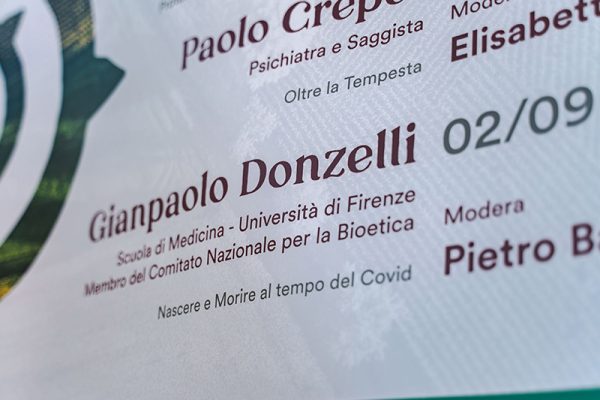 Paolo
Psichiatra e Saggista
Oltre la Tempesta
Gianpaolo Donzelli
Scuola di Medicina - Università di Firenze
Membro del Comitato Nazionale per la Bioetica
Nascere e Morire al tempo del Covid
Elisabett
02/09
Modera
Pietro